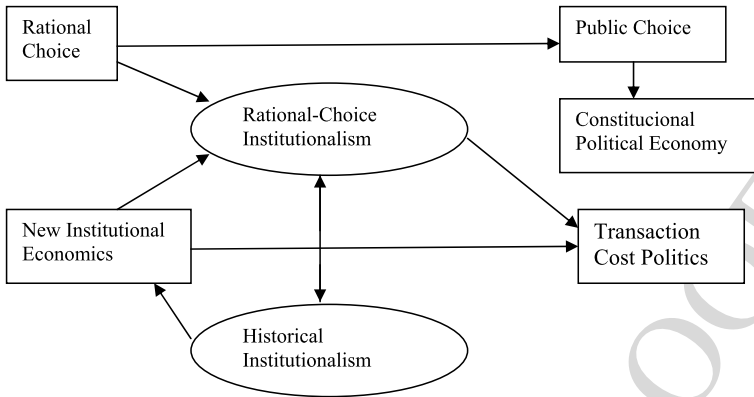 Rational
Choice
Public Choice
Rational-Choice
Institutionalism
Constitucional
Political Economy
New Institutional
Economics
Transaction
Cost Politics
Historical
Institutionalism